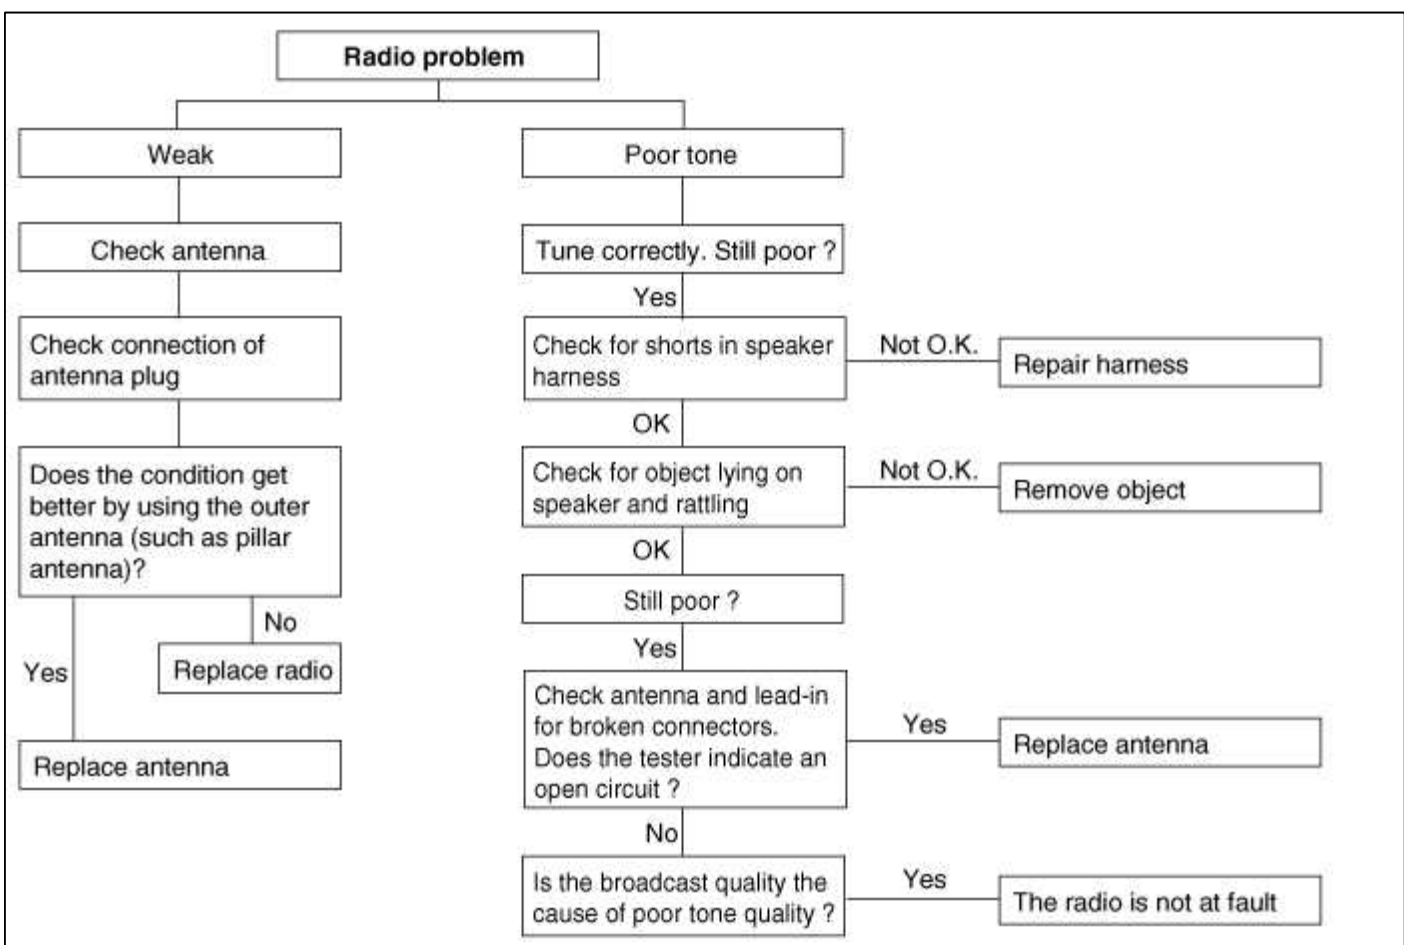 Radio problem
Weak
Poor tone
Check antenna
Tune correctly. Still poor ?
Yes
Check connection of
antenna plug
Check for shorts in speaker
harness
Not O.K.
Repair harness
OK
Does the condition get
better by using the outer
antenna (such as pillar
antenna)?
Check for object lying on
speaker and rattling
Not O.K.
Remove object
OK
Still poor ?
No
Yes
Replace radio
Yes
Check antenna and lead-in
for broken connectors.
Does the tester indicate an
open circuit ?
Yes
Replace antenna
Replace antenna
No
Is the broadcast quality the
cause of poor tone quality ?
Yes
The radio is not at fault